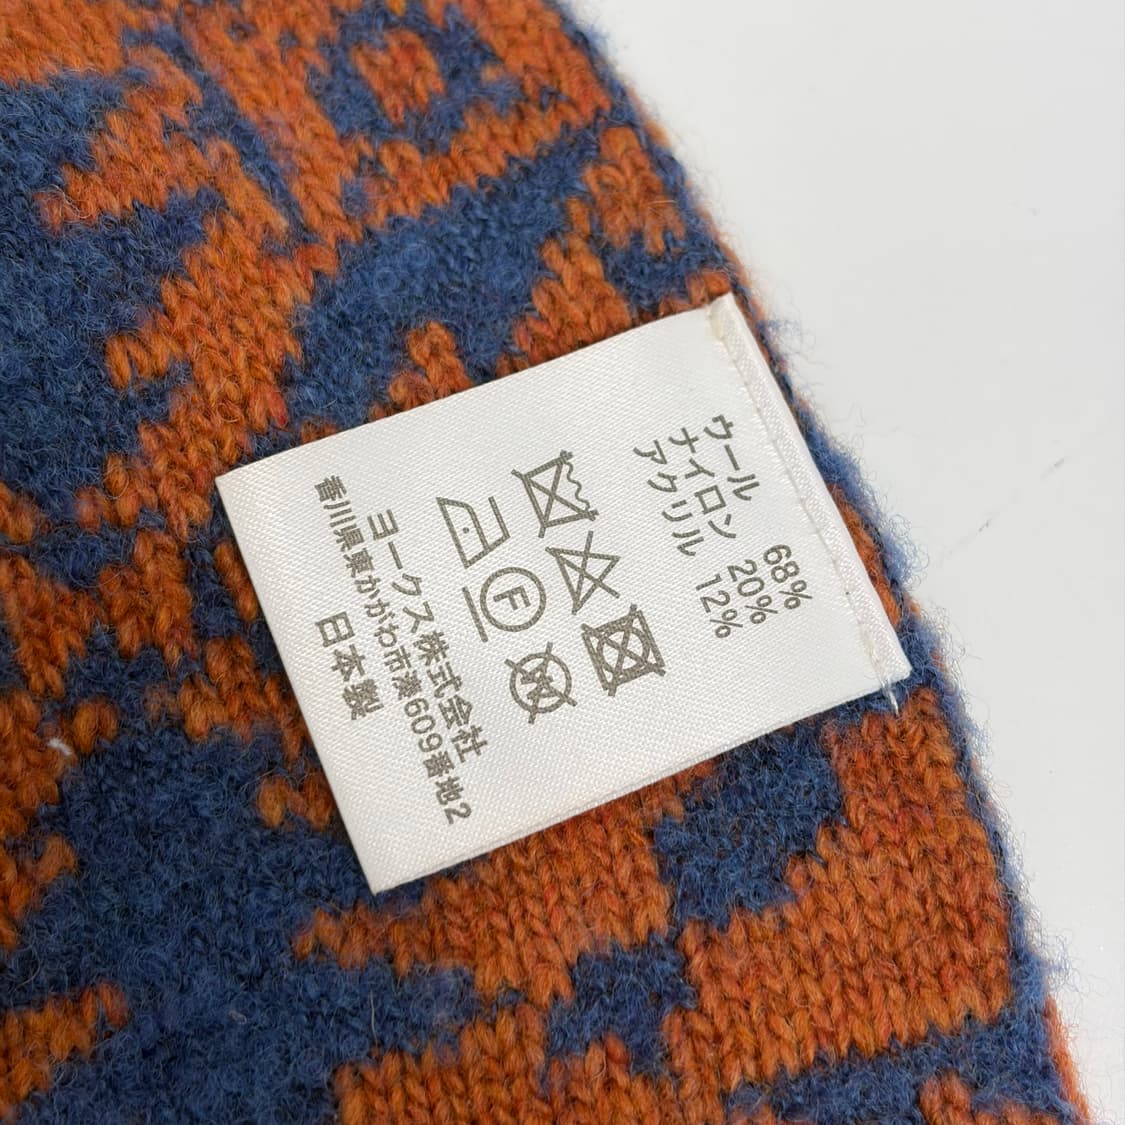 ウール 68%
ナイロン 20%
アクリル 12%
F
W
ヨークス株式会社
香川県東かがわ市湊609番地2
日本製